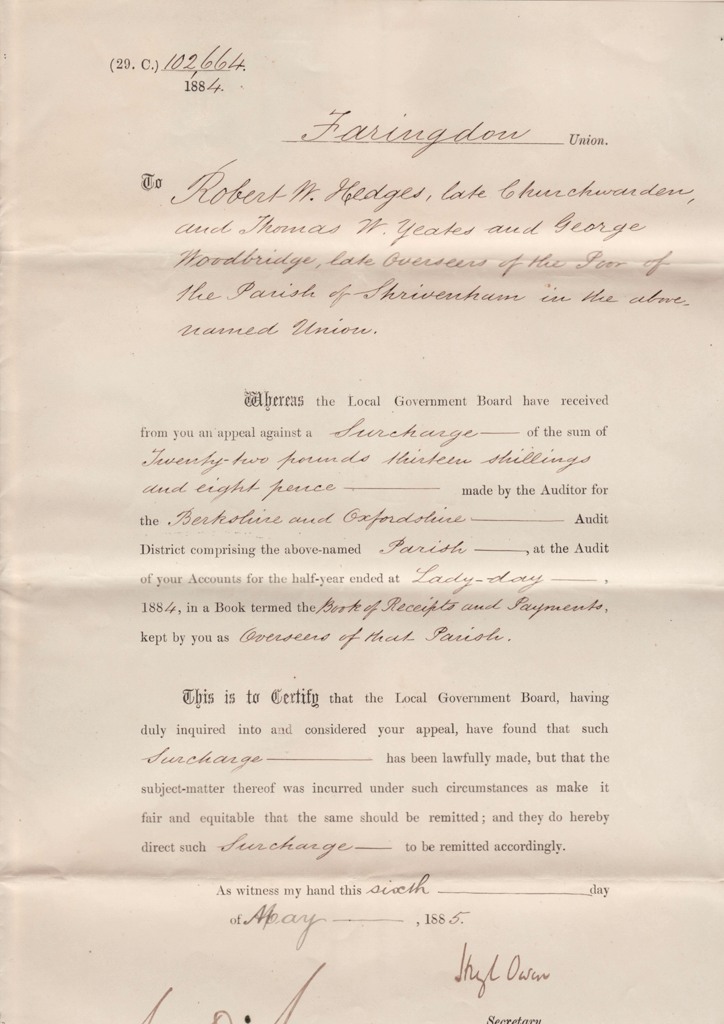 (29. C.) 102,664.
1884.
Faringdon Union.
To Robert W. Hedges, late Churchwarden,
and Thomas W. Yeates and George
Woodbridge, late Overseers of the Poor of
the Parish of Shrivenham in the above-
named Union.
Whereas the Local Government Board have received
from you an appeal against a Surcharge of the sum of
Twenty-two pounds thirteen shillings
and eight pence made by the Auditor for
the Berkshire and Oxfordshire Audit
District comprising the above-named Parish, at the Audit
of your Accounts for the half-year ended at Lady-day,
1884, in a Book termed the Book of Receipts and Payments,
kept by you as Overseers of that Parish.
This is to Certify that the Local Government Board, having
duly inquired into and considered your appeal, have found that such
Surcharge has been lawfully made, but that the
subject-matter thereof was incurred under such circumstances as make it
fair and equitable that the same should be remitted; and they do hereby
direct such Surcharge to be remitted accordingly.
As witness my hand this sixth day
of May, 1885.
Hugh Owen
Secretary